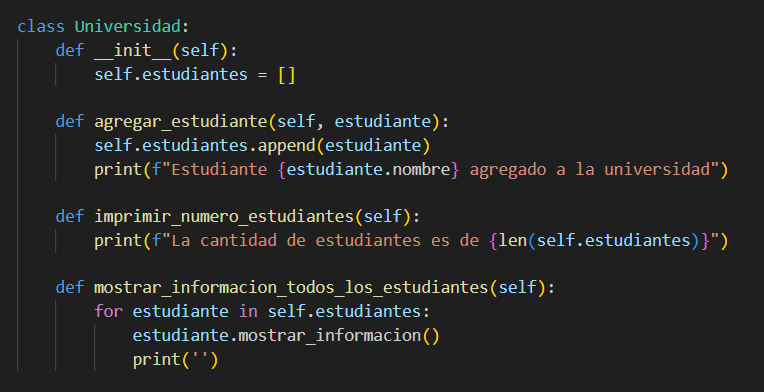 class Universidad:
    def __init__(self):
        self.estudiantes = []

    def agregar_estudiante(self, estudiante):
        self.estudiantes.append(estudiante)
        print(f"Estudiante {estudiante.nombre} agregado a la universidad")

    def imprimir_numero_estudiantes(self):
        print(f"La cantidad de estudiantes es de {len(self.estudiantes)}")

    def mostrar_informacion_todos_los_estudiantes(self):
        for estudiante in self.estudiantes:
            estudiante.mostrar_informacion()
            print('')